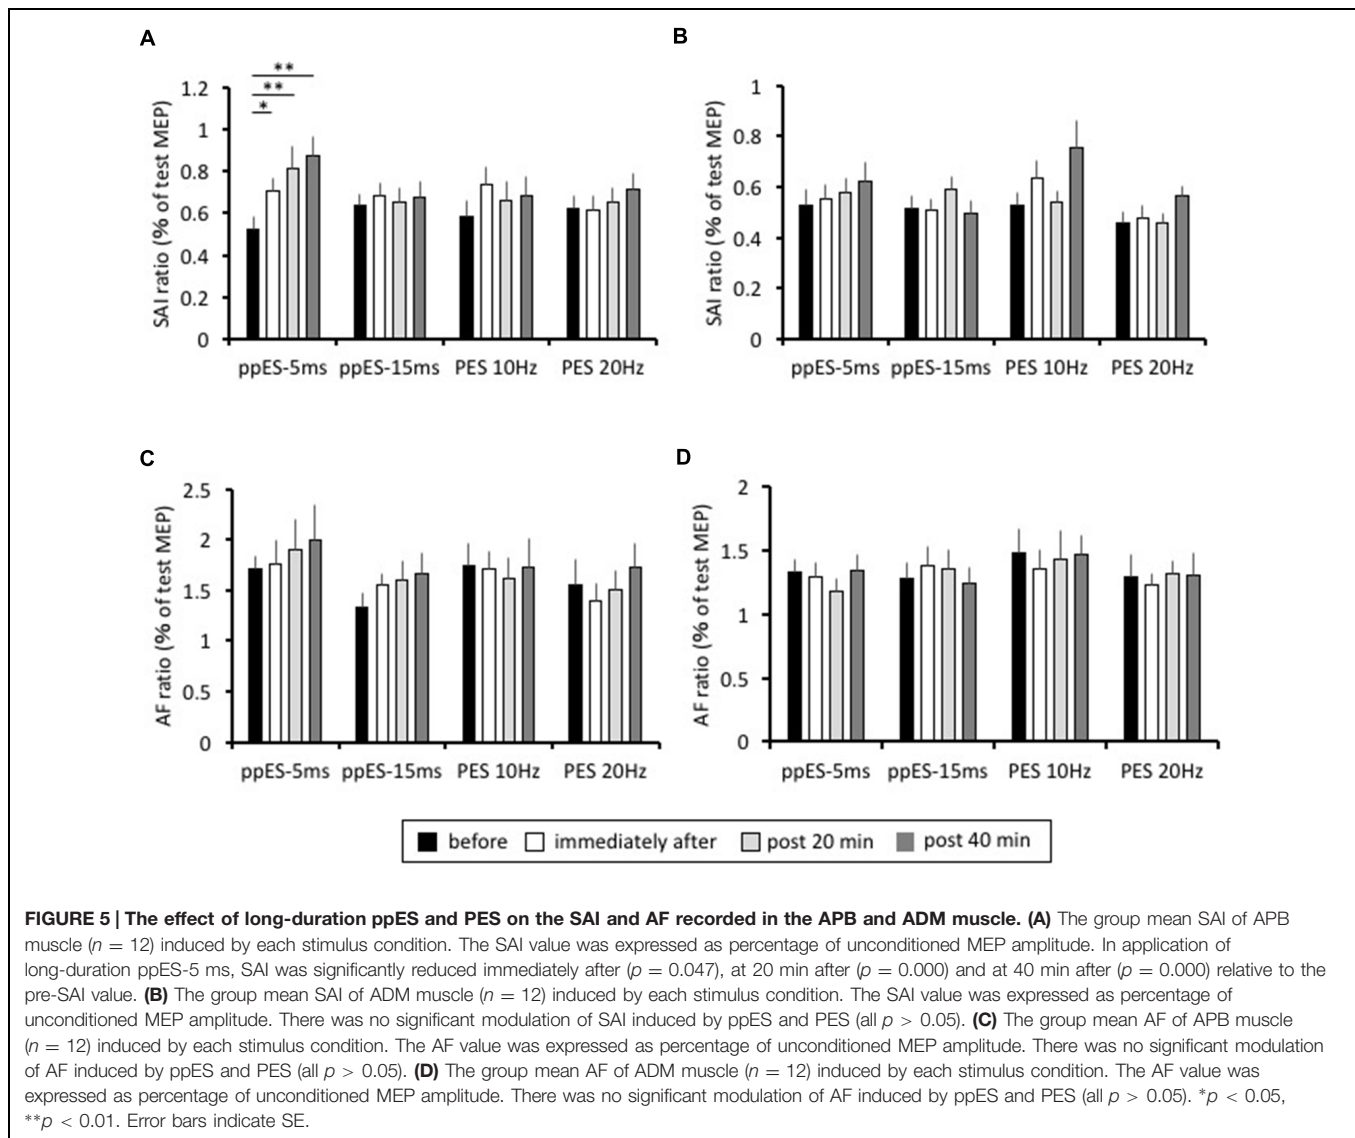 A
B
**
**
*
1.2
1
0.8
0.6
0.4
0.2
0
SAI ratio (% of test MEP)
ppES-5ms ppES-15ms PES 10Hz PES 20Hz
1
0.8
0.6
0.4
0.2
0
SAI ratio (% of test MEP)
ppES-5ms ppES-15ms PES 10Hz PES 20Hz
C
D
2.5
2
1.5
1
0.5
0
AF ratio (% of test MEP)
ppES-5ms ppES-15ms PES 10Hz PES 20Hz
2
1.5
1
0.5
0
AF ratio (% of test MEP)
ppES-5ms ppES-15ms PES 10Hz PES 20Hz
before immediately after post 20 min post 40 min
FIGURE 5 | The effect of long-duration ppES and PES on the SAI and AF recorded in the APB and ADM muscle. (A) The group mean SAI of APB
muscle (n = 12) induced by each stimulus condition. The SAI value was expressed as percentage of unconditioned MEP amplitude. In application of
long-duration ppES-5 ms, SAI was significantly reduced immediately after (p = 0.047), at 20 min after (p = 0.000) and at 40 min after (p = 0.000) relative to the
pre-SAI value. (B) The group mean SAI of ADM muscle (n = 12) induced by each stimulus condition. The SAI value was expressed as percentage of
unconditioned MEP amplitude. There was no significant modulation of SAI induced by ppES and PES (all p > 0.05). (C) The group mean AF of APB muscle
(n = 12) induced by each stimulus condition. The AF value was expressed as percentage of unconditioned MEP amplitude. There was no significant modulation
of AF induced by ppES and PES (all p > 0.05). (D) The group mean AF of ADM muscle (n = 12) induced by each stimulus condition. The AF value was
expressed as percentage of unconditioned MEP amplitude. There was no significant modulation of AF induced by ppES and PES (all p > 0.05). *p < 0.05,
**p < 0.01. Error bars indicate SE.